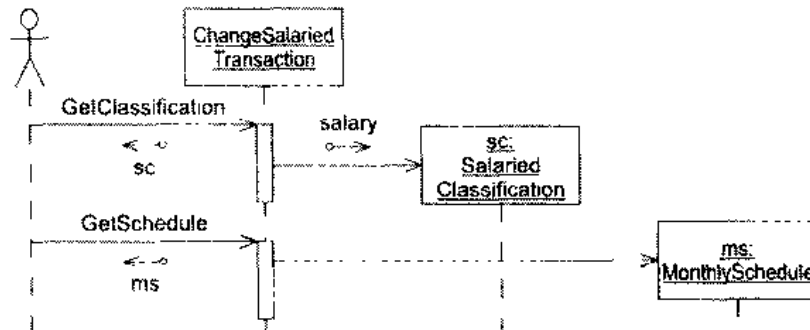 ChangeSalaried
Transaction
GetClassification
salary
sc
sc:
Salaried
Classification
GetSchedule
ms
ms:
MonthlySchedule